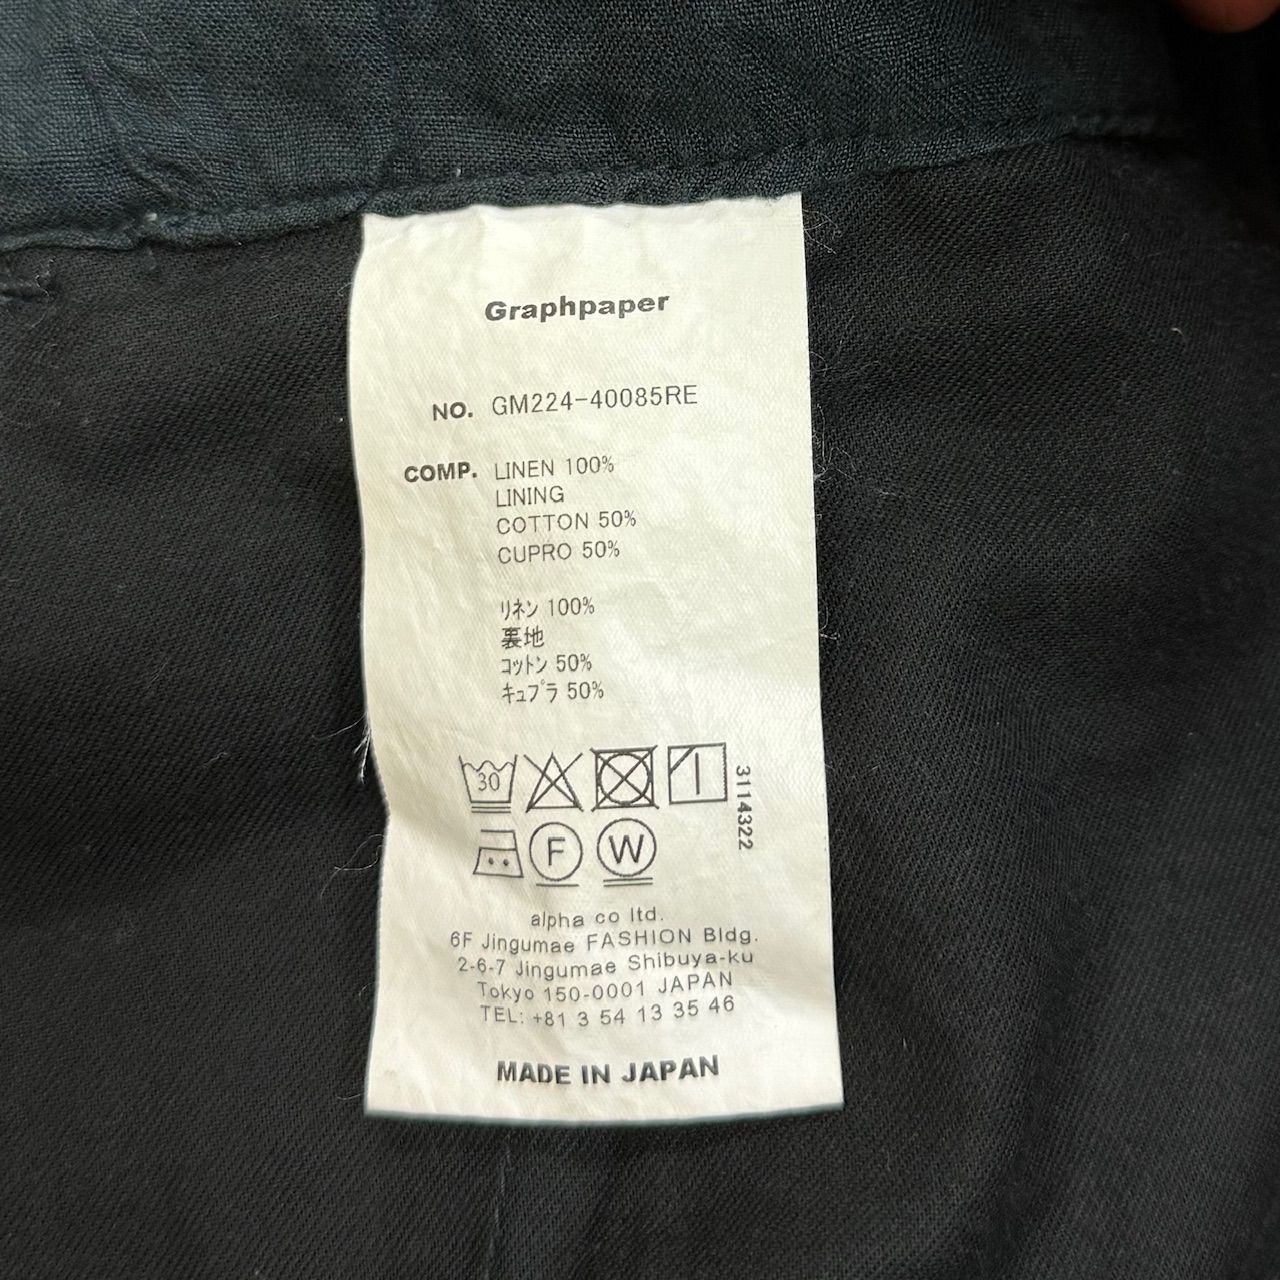 Graphpaper
NO. GM224-40085RE
COMP. LINEN 100%
LINING
COTTON 50%
CUPRO 50%
リネン 100%
裏地
コットン 50%
キュプラ 50%
30
3114322
F W
alpha co ltd.
6F Jingumae FASHION Bldg.
2-6-7 Jingumae Shibuya-ku
Tokyo 150-0001 JAPAN
TEL: +81 3 54 13 35 46
MADE IN JAPAN